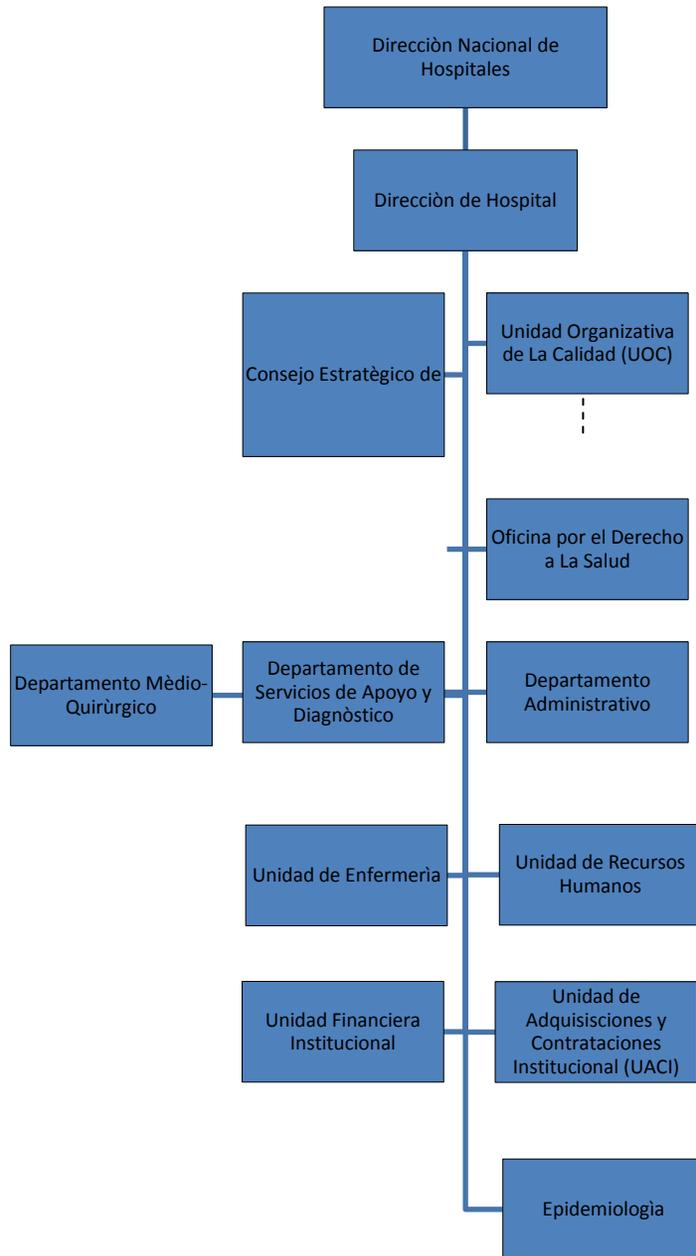 Direcciòn Nacional de
Hospitales
Direcciòn de Hospital
Consejo Estratègico de
Unidad Organizativa
de La Calidad (UOC)
Oficina por el Derecho
a La Salud
Departamento Mèdio-
Quirùrgico
Departamento de
Servicios de Apoyo y
Diagnòstico
Departamento
Administrativo
Unidad de Enfermerìa
Unidad de Recursos
Humanos
Unidad Financiera
Institucional
Unidad de
Adquisisciones y
Contrataciones
Institucional (UACI)
Epidemiologìa